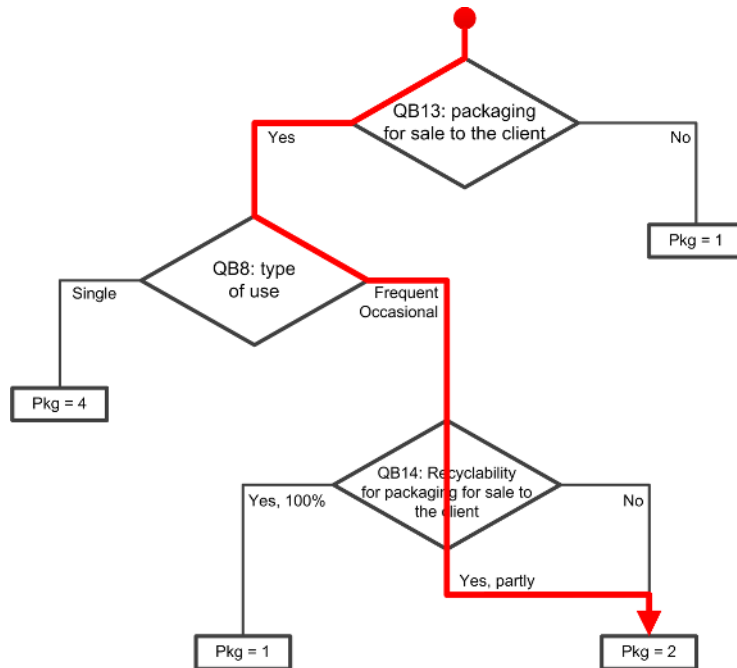 QB13: packaging
for sale to the client
Yes
No
Pkg = 1
QB8: type
of use
Single
Frequent
Occasional
Pkg = 4
QB14: Recyclability
for packaging for sale to
the client
Yes, 100%
No
Yes, partly
Pkg = 1
Pkg = 2